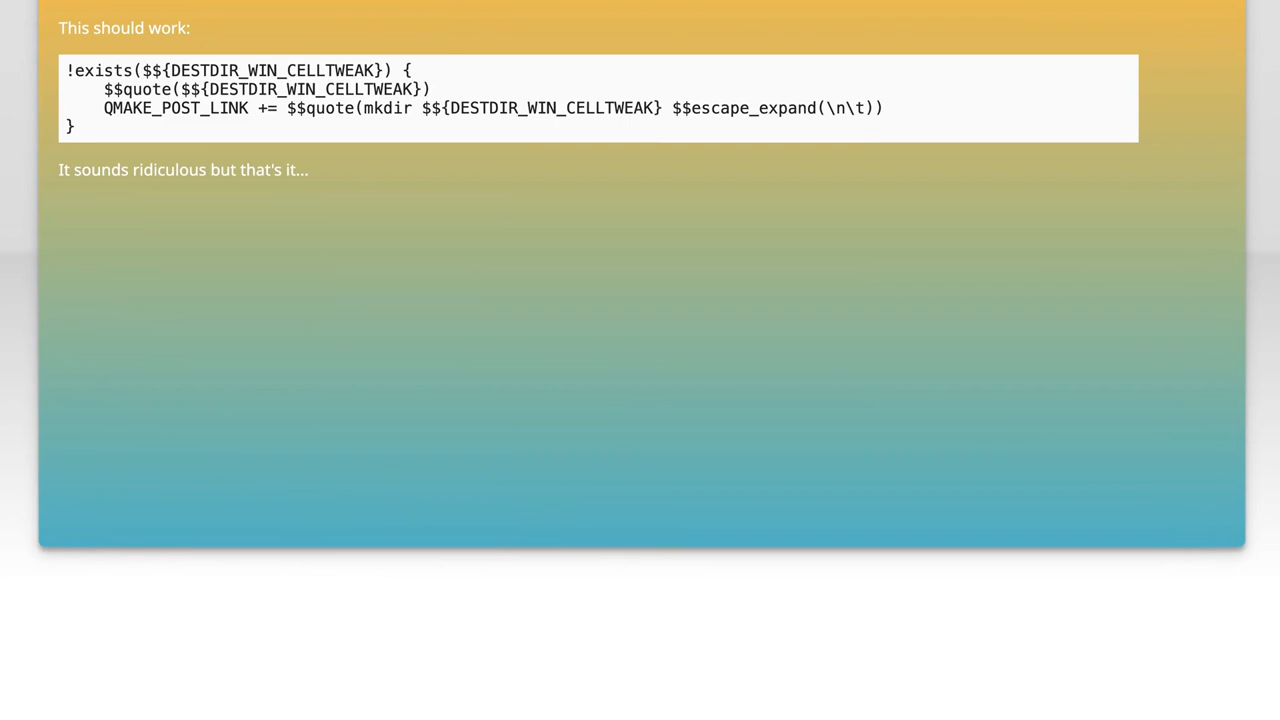 This should work:
!exists($${DESTDIR_WIN_CELLTWEAK}) {
    $$quote($${DESTDIR_WIN_CELLTWEAK})
    QMAKE_POST_LINK += $$quote(mkdir $${DESTDIR_WIN_CELLTWEAK} $$escape_expand(\n\t))
}
It sounds ridiculous but that's it...